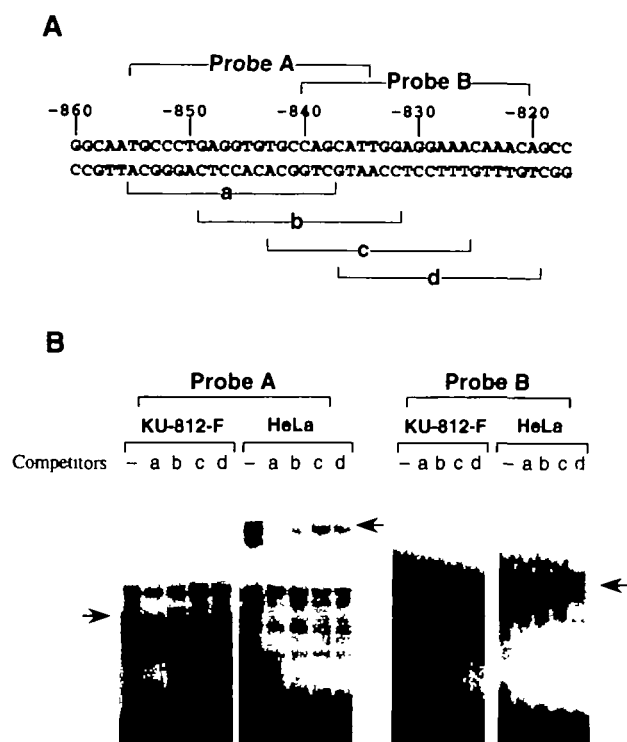 A
Probe A
Probe B
-860 -850 -840 -830 -820
GGCAATGCCCTGAGGTGTGCCAGCATTGGAGGAAACAAACAGCC
CCGTTACGGGACTCCACACGGTCGTAACCTCCTTTGTTTGTCGG
a
b
c
d
B
Probe A Probe B
KU-812-F HeLa KU-812-F HeLa
Competitors – a b c d – a b c d – a b c d – a b c d